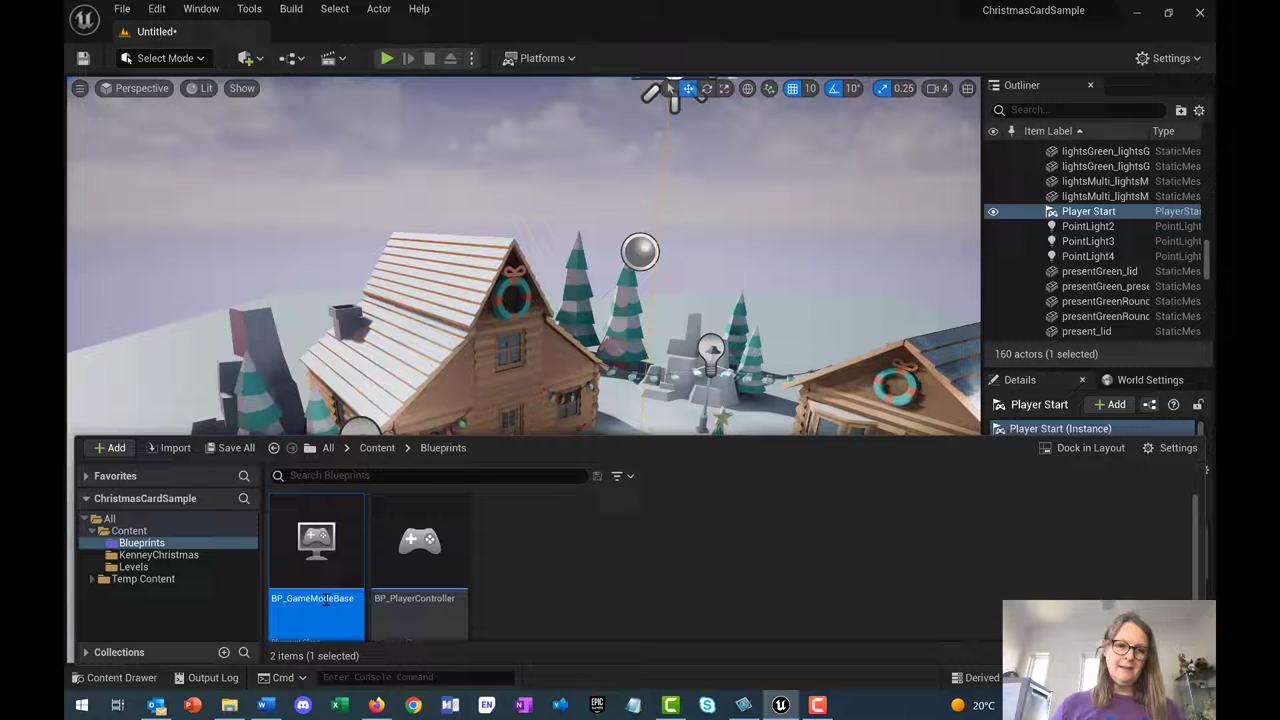 File Edit Window Tools Build Select Actor Help
ChristmasCardSample
Untitled*
Select Mode
Platforms
Settings
Perspective Lit Show
10 10° 0.25 4
Outliner
Search...
Item Label Type
lightsGreen_lightsG StaticMes
lightsGreen_lightsG StaticMes
lightsMulti_lightsM StaticMes
lightsMulti_lightsM StaticMes
Player Start PlayerStar
PointLight2 PointLight
PointLight3 PointLight
PointLight4 PointLight
presentGreen_lid StaticMes
presentGreen_prese StaticMes
presentGreenRound StaticMes
presentGreenRound StaticMes
present_lid StaticMes
160 actors (1 selected)
Details World Settings
Player Start Add
Player Start (Instance)
Add Import Save All All Content Blueprints Dock in Layout Settings
Favorites
Search Blueprints
ChristmasCardSample
All
Content
Blueprints
KenneyChristmas
Levels
Temp Content
BP_GameModeBase
BP_PlayerController
Collections
2 items (1 selected)
Content Drawer Output Log Cmd Enter Console Command Derived
20°C